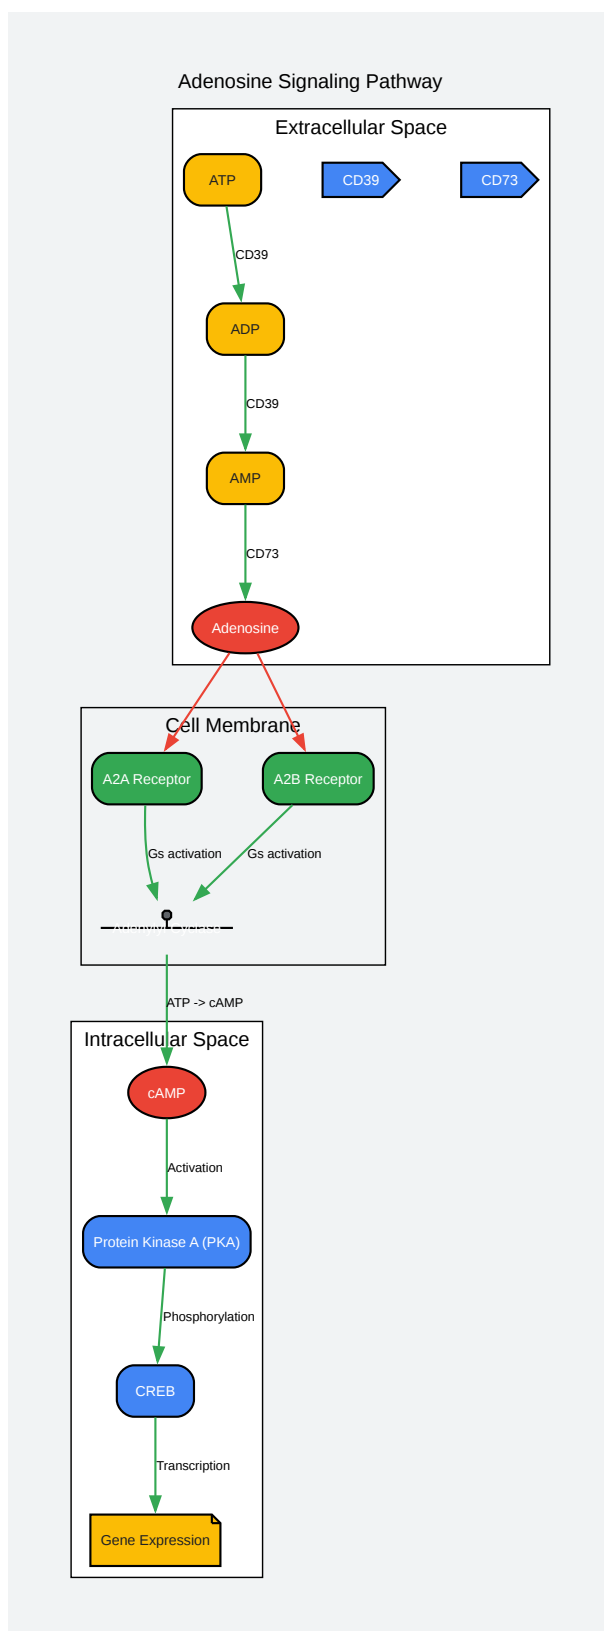 Adenosine Signaling Pathway
Extracellular Space
ATP
CD39
CD73
CD39
ADP
CD39
AMP
CD73
Adenosine
Cell Membrane
A2A Receptor
A2B Receptor
Gs activation
Gs activation
ATP -> cAMP
Intracellular Space
cAMP
Activation
Protein Kinase A (PKA)
Phosphorylation
CREB
Transcription
Gene Expression